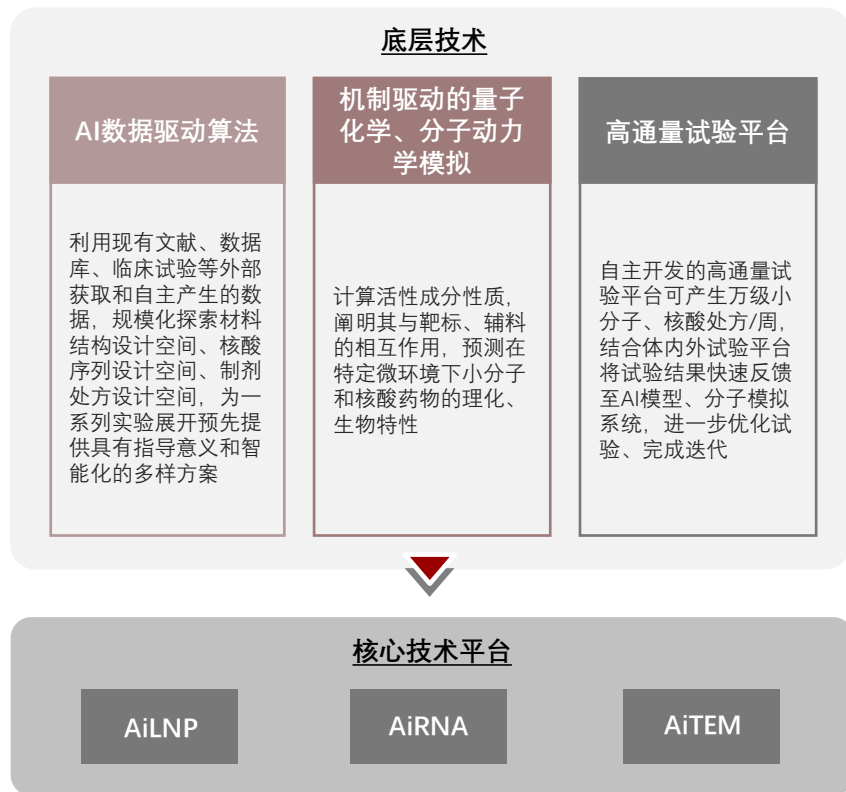 底层技术
AI数据驱动算法
利用现有文献、数据
库、临床试验等外部
获取和自主产生的数
据，规模化探索材料
结构设计空间、核酸
序列设计空间、制剂
处方设计空间，为一
系列实验展开预先提
供具有指导意义和智
能化的多样方案
机制驱动的量子
化学、分子动力
学模拟
计算活性成分性质，
阐明其与靶标、辅料
的相互作用，预测在
特定微环境下小分子
和核酸药物的理化、
生物特性
高通量试验平台
自主开发的高通量试
验平台可产生万级小
分子、核酸处方/周，
结合体内外试验平台
将试验结果快速反馈
至AI模型、分子模拟
系统，进一步优化试
验、完成迭代
核心技术平台
AiLNP
AiRNA
AiTEM